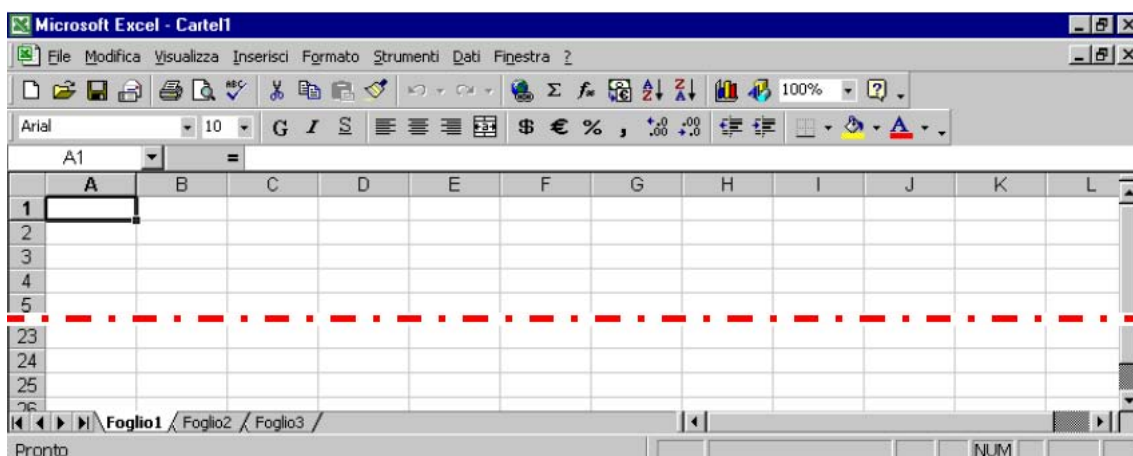 Microsoft Excel - Cartel1
File Modifica Visualizza Inserisci Formato Strumenti Dati Finestra ?
100%
Arial 10 G I S $ € % ,
A1 =
A B C D E F G H I J K L
1
2
3
4
5
23
24
25
26
Foglio1 Foglio2 Foglio3
Pronto NUM